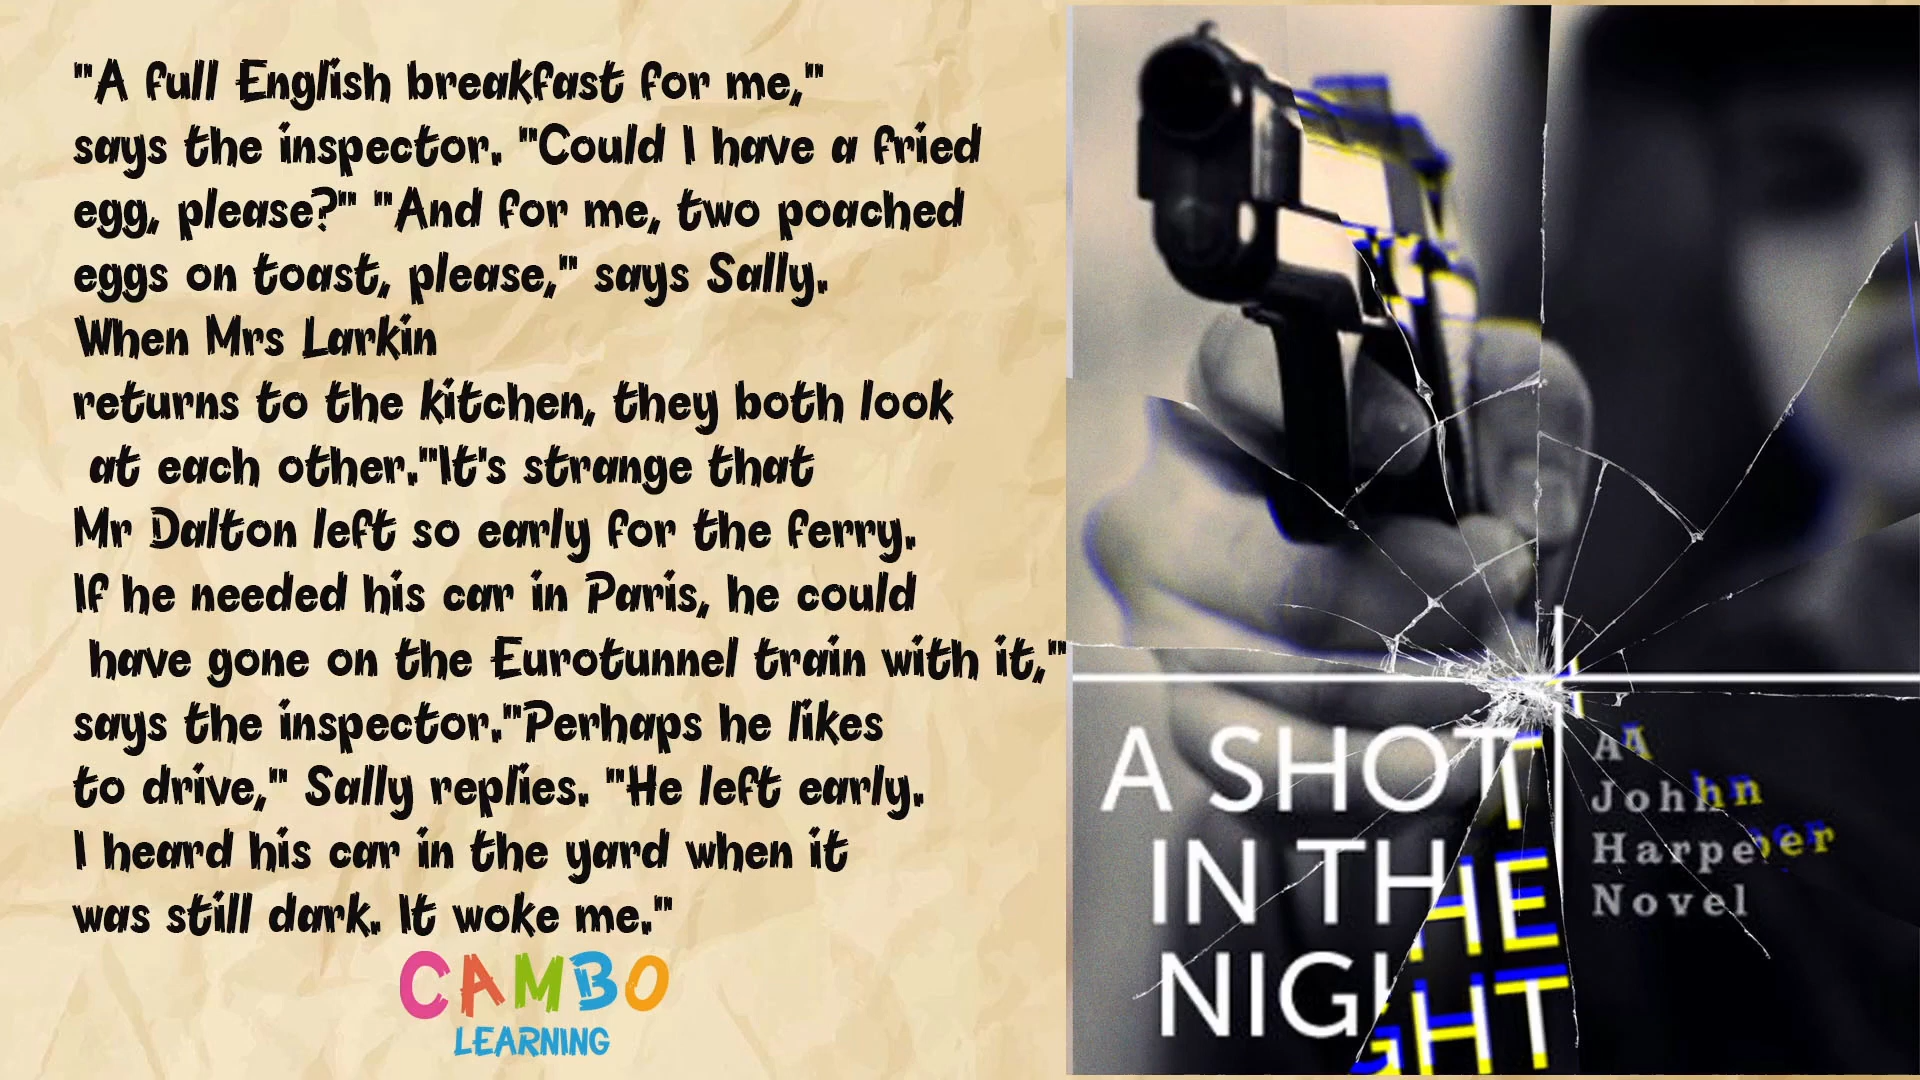 "A full English breakfast for me,"
says the inspector. "Could I have a fried
egg, please?" "And for me, two poached
eggs on toast, please," says Sally.
When Mrs Larkin
returns to the kitchen, they both look
at each other."It's strange that
Mr Dalton left so early for the ferry.
If he needed his car in Paris, he could
have gone on the Eurotunnel train with it,"
says the inspector."Perhaps he likes
to drive," Sally replies. "He left early.
I heard his car in the yard when it
was still dark. It woke me."
CAMBO
LEARNING
A SHOT
IN THE
NIGHT
A
John
Harper
Novel